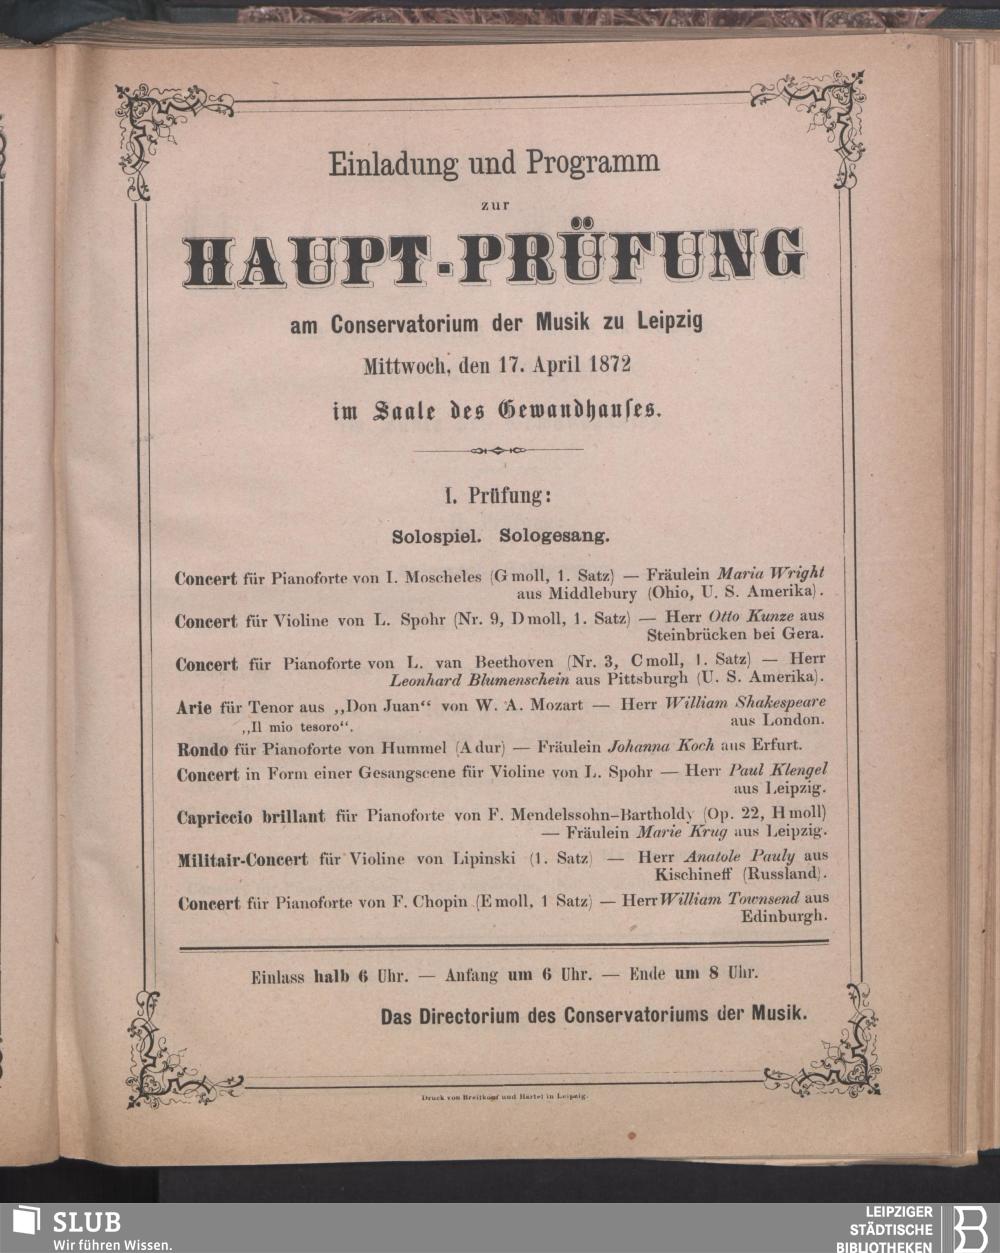 Einladung und Programm
zur
HAUPT-PRÜFUNG
am Conservatorium der Musik zu Leipzig
Mittwoch, den 17. April 1872
im Saale des Gewandhauses.
I. Prüfung:
Solospiel. Sologesang.
Concert für Pianoforte von I. Moscheles (G moll, 1. Satz) — Fräulein Maria Wright
aus Middlebury (Ohio, U. S. Amerika).
Concert für Violine von L. Spohr (Nr. 9, D moll, 1. Satz) — Herr Otto Kunze aus
Steinbrücken bei Gera.
Concert für Pianoforte von L. van Beethoven (Nr. 3, C moll, 1. Satz) — Herr
Leonhard Blumenschein aus Pittsburgh (U. S. Amerika).
Arie für Tenor aus „Don Juan“ von W. A. Mozart — Herr William Shakespeare
„Il mio tesoro“. aus London.
Rondo für Pianoforte von Hummel (A dur) — Fräulein Johanna Koch aus Erfurt.
Concert in Form einer Gesangscene für Violine von L. Spohr — Herr Paul Klengel
aus Leipzig.
Capriccio brillant für Pianoforte von F. Mendelssohn-Bartholdy (Op. 22, H moll)
— Fräulein Marie Krug aus Leipzig.
Militair-Concert für Violine von Lipinski (1. Satz) — Herr Anatole Pauly aus
Kischineff (Russland).
Concert für Pianoforte von F. Chopin (E moll, 1 Satz) — Herr William Townsend aus
Edinburgh.
Einlass halb 6 Uhr. — Anfang um 6 Uhr. — Ende um 8 Uhr.
Das Directorium des Conservatoriums der Musik.
Druck von Breitkopf und Härtel in Leipzig.
SLUB
Wir führen Wissen.
LEIPZIGER
STÄDTISCHE
BIBLIOTHEKEN